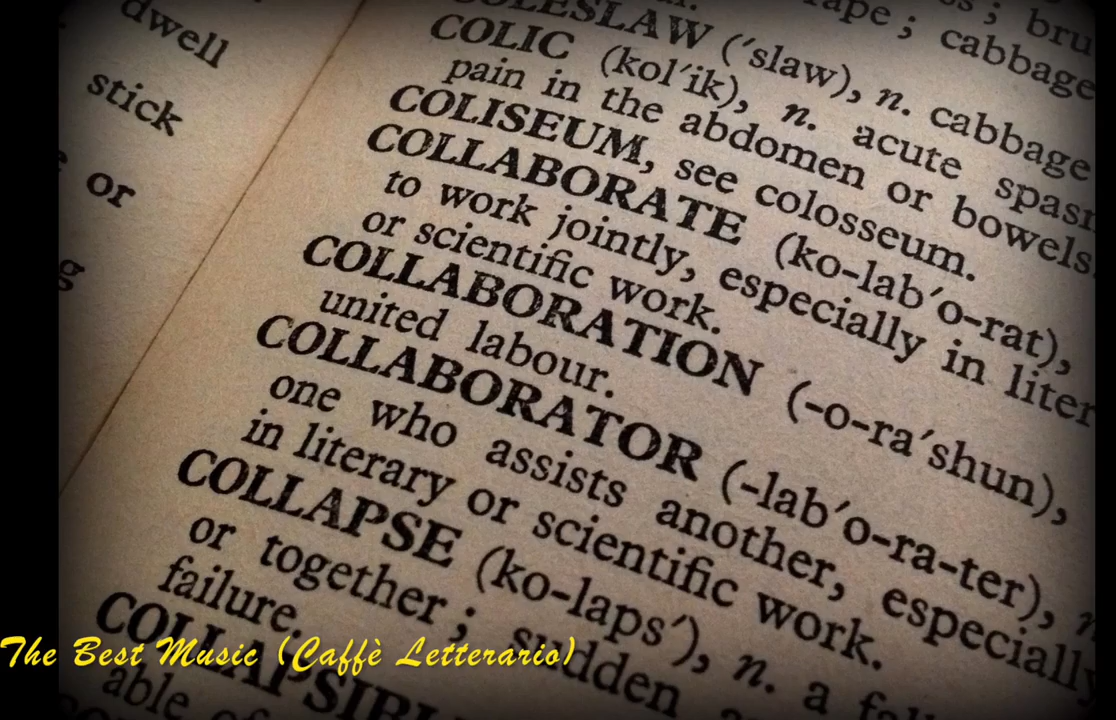 dwell
stick
or
g
COLESLAW ('slaw), n. cabbage
COLIC (kol′ik), n. acute
pain in the abdomen or bowels.
COLISEUM, see colosseum.
COLLABORATE (ko-lab′o-rat),
to work jointly, especially in liter
or scientific work.
COLLABORATION (-o-ra′shun),
united labour.
COLLABORATOR (-lab′o-ra-ter), n
one who assists another, especially
in literary or scientific work.
COLLAPSE (ko-laps′), n. a
or together; sudden
failure.
able of
The Best Music (Caffè Letterario)